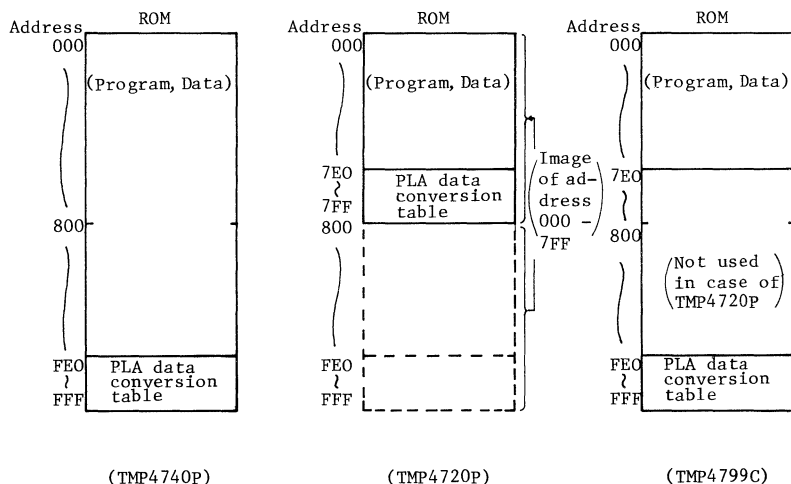 Address
ROM
000
(Program, Data)
800
FE0
~
FFF
PLA data
conversion
table
(TMP4740P)
ROM
000
(Program, Data)
7E0
~
7FF
PLA data
conversion
table
800
FE0
~
FFF
(Image
of ad-
dress
000 -
7FF)
(TMP4720P)
Address
ROM
000
(Program, Data)
7E0
~
800
(Not used
in case of
TMP4720P)
FE0
~
FFF
PLA data
conversion
table
(TMP4799C)